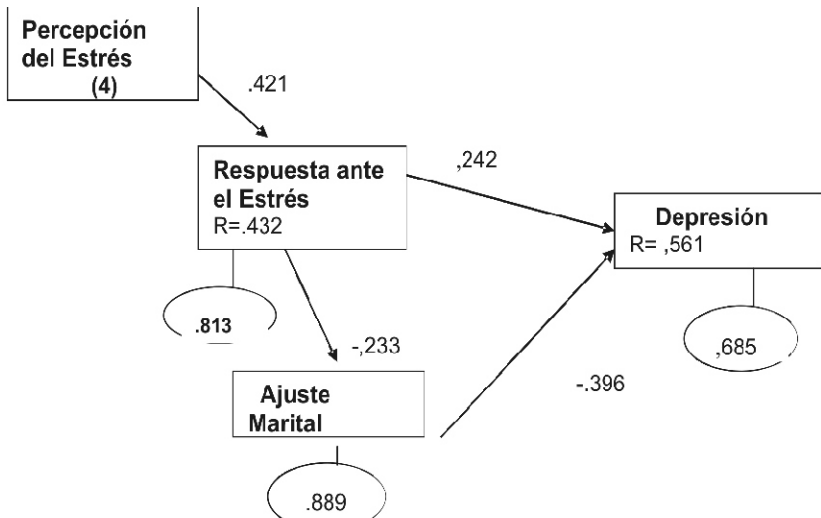 Percepción
del Estrés
(4)
.421
Respuesta ante
el Estrés
R=.432
,242
Depresión
R= ,561
.813
-,233
,685
-.396
Ajuste
Marital
.889